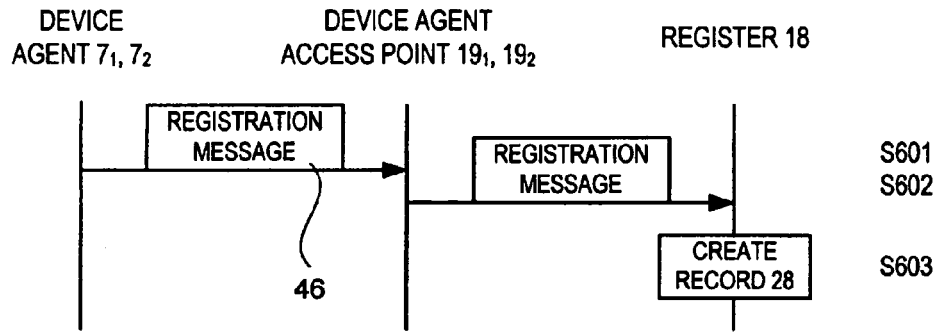 DEVICE
AGENT 7₁, 7₂
DEVICE AGENT
ACCESS POINT 19₁, 19₂
REGISTER 18
REGISTRATION
MESSAGE
REGISTRATION
MESSAGE
S601
S602
CREATE
RECORD 28
S603
46